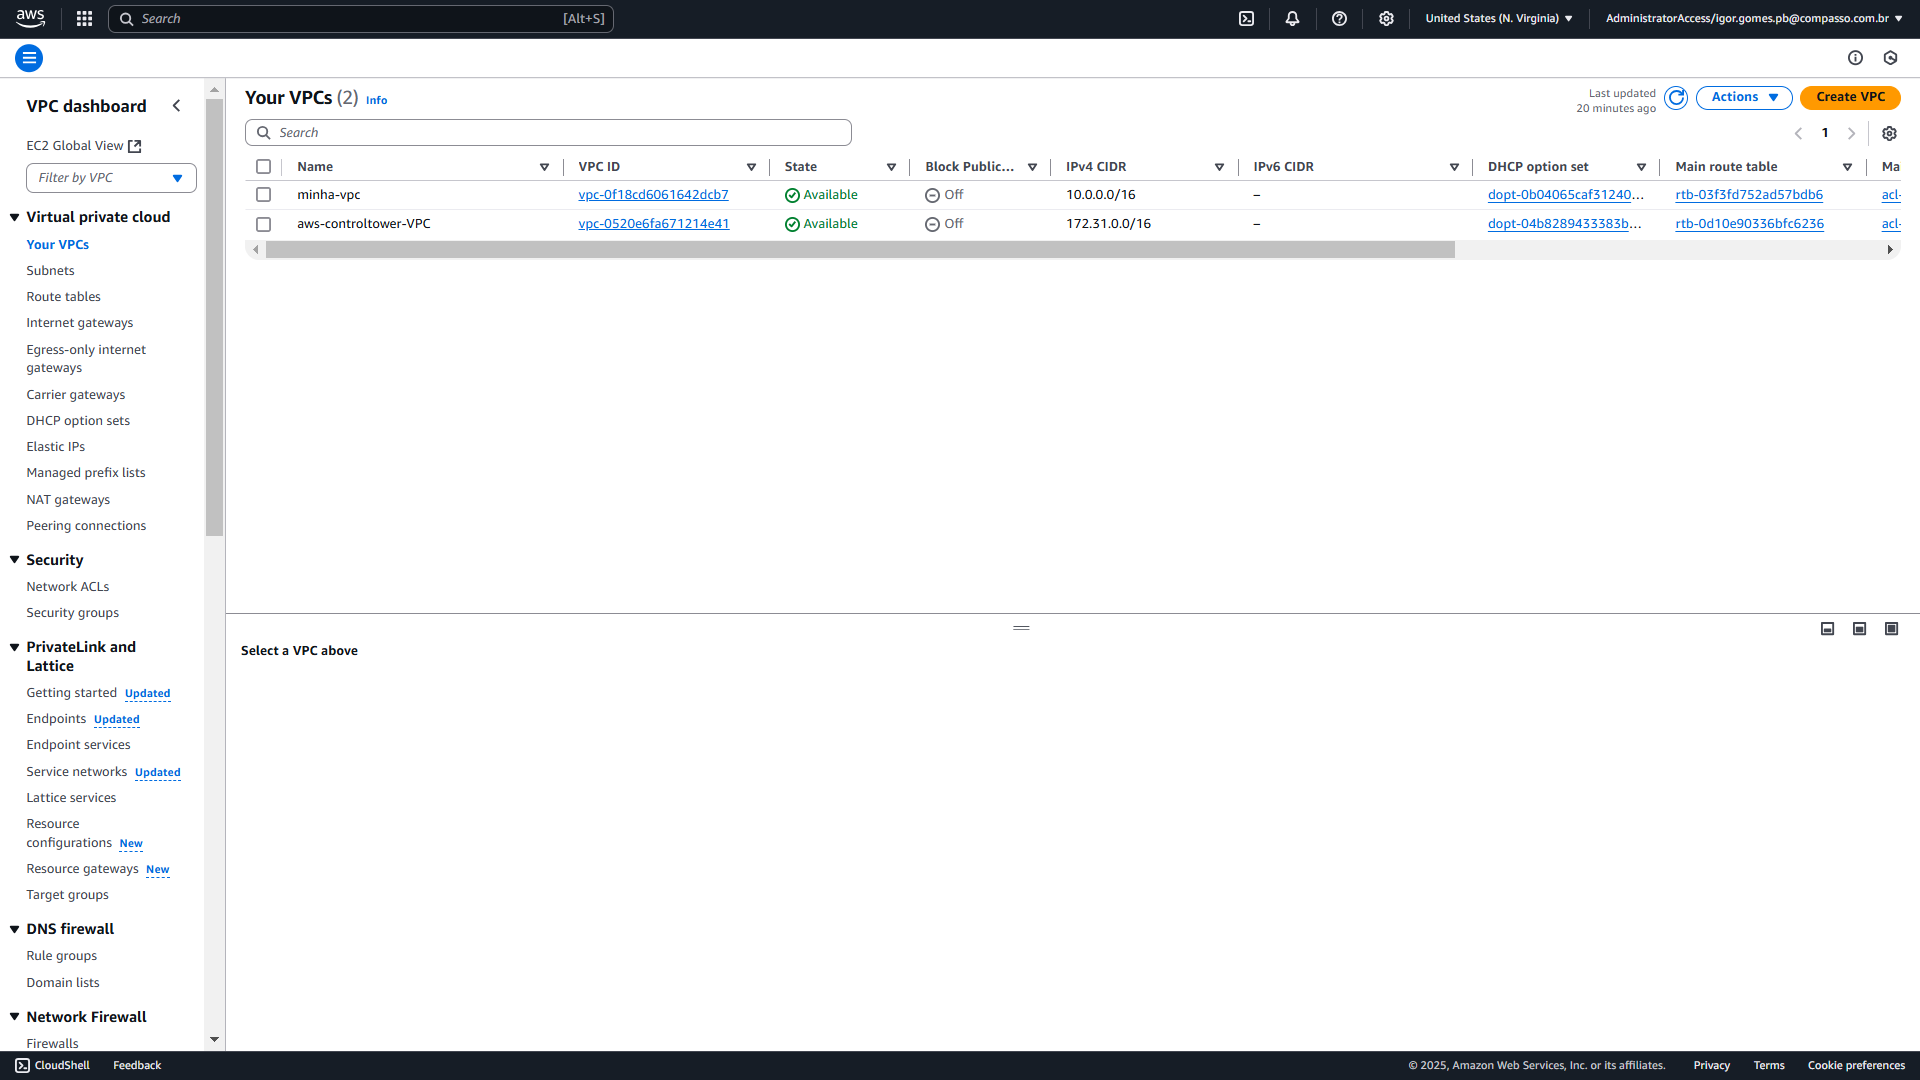 aws
Search
[Alt+S]
United States (N. Virginia)
AdministratorAccess/igor.gomes.pb@compasso.com.br
VPC dashboard
EC2 Global View
Filter by VPC
Virtual private cloud
Your VPCs
Subnets
Route tables
Internet gateways
Egress-only internet
gateways
Carrier gateways
DHCP option sets
Elastic IPs
Managed prefix lists
NAT gateways
Peering connections
Security
Network ACLs
Security groups
PrivateLink and
Lattice
Getting started Updated
Endpoints Updated
Endpoint services
Service networks Updated
Lattice services
Resource
configurations New
Resource gateways New
Target groups
DNS firewall
Rule groups
Domain lists
Network Firewall
Firewalls
Your VPCs (2) Info
Last updated
20 minutes ago
Actions
Create VPC
Search
1
Name VPC ID State Block Public... IPv4 CIDR IPv6 CIDR DHCP option set Main route table Ma
minha-vpc vpc-0f18cd6061642dcb7 Available Off 10.0.0.0/16 – dopt-0b04065caf31240... rtb-03f3fd752ad57bdb6 acl-
aws-controltower-VPC vpc-0520e6fa671214e41 Available Off 172.31.0.0/16 – dopt-04b8289433383b... rtb-0d10e90336bfc6236 acl-
Select a VPC above
CloudShell Feedback
© 2025, Amazon Web Services, Inc. or its affiliates. Privacy Terms Cookie preferences